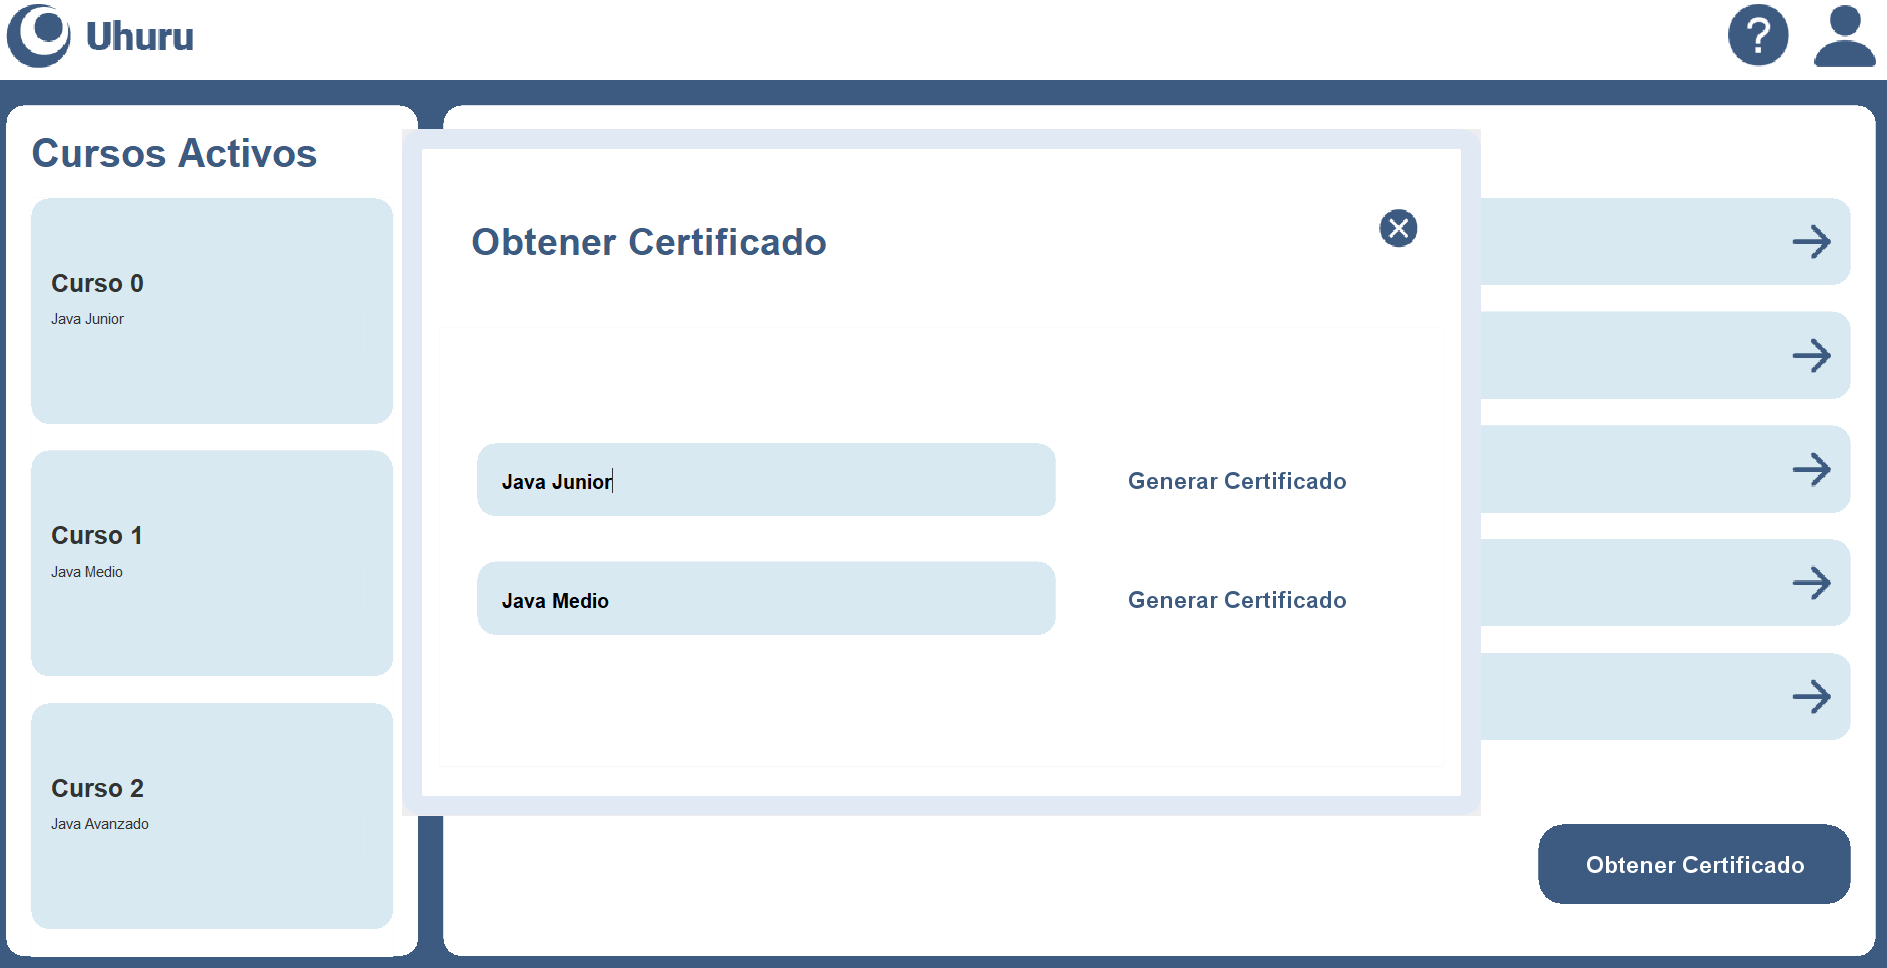 Uhuru
?
Cursos Activos
Curso 0
Java Junior
Curso 1
Java Medio
Curso 2
Java Avanzado
Obtener Certificado
Java Junior
Generar Certificado
Java Medio
Generar Certificado
Obtener Certificado